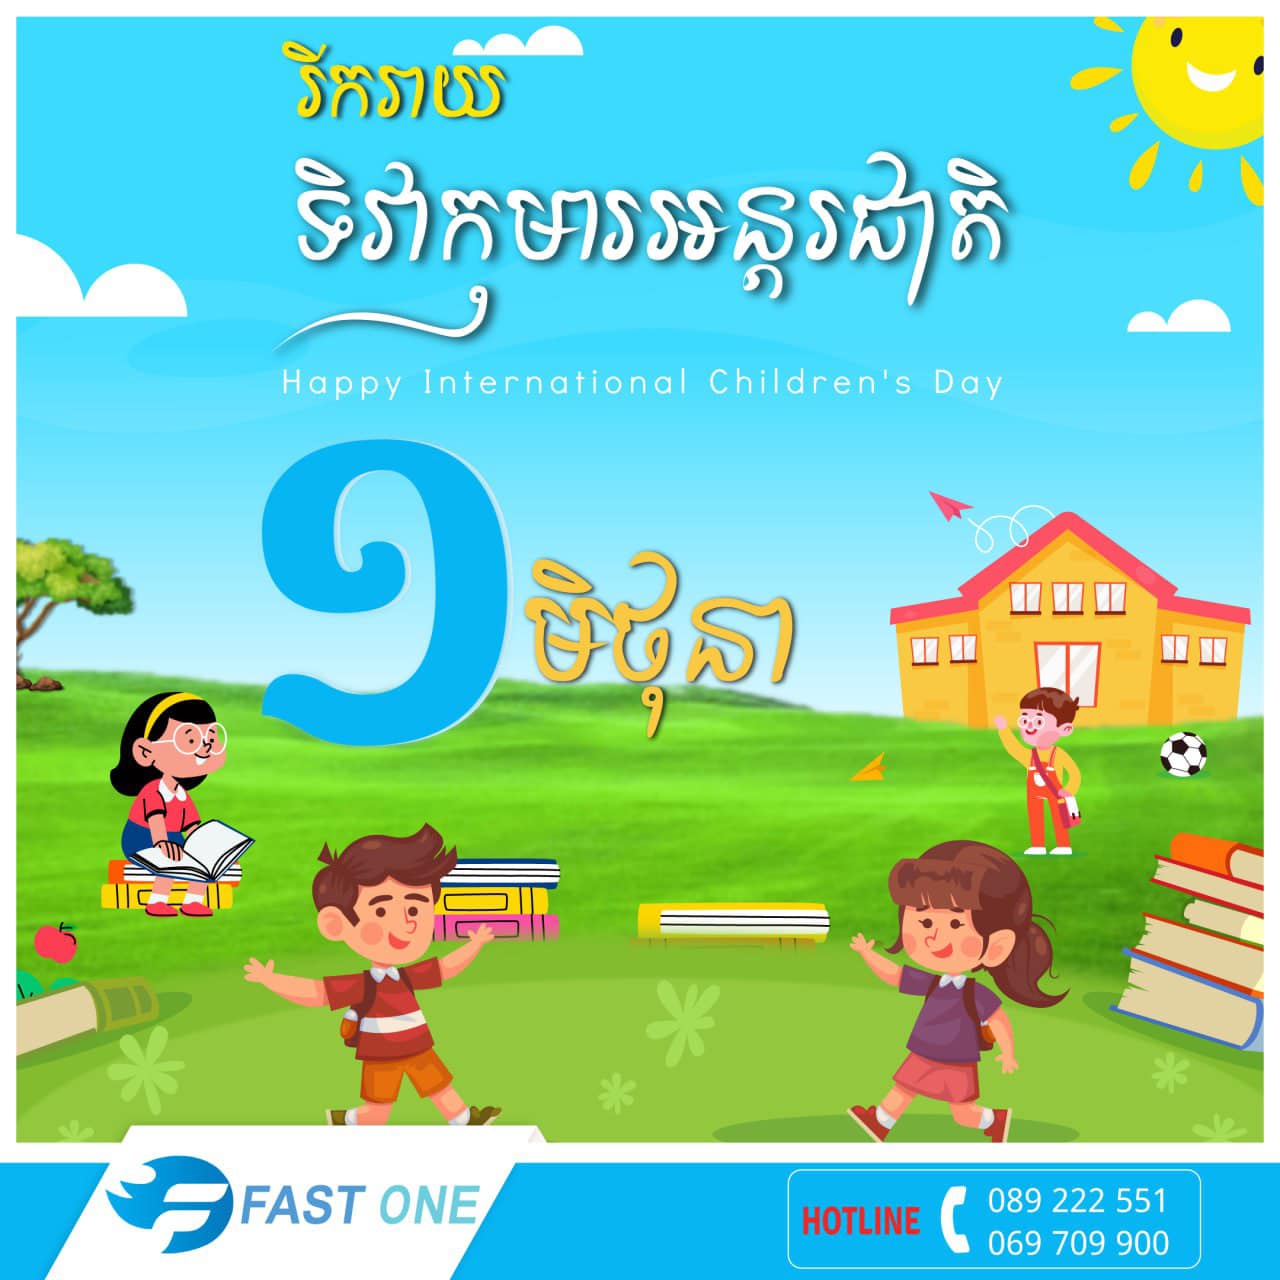 រីករាយ
ទិវាកុមារអន្តរជាតិ
Happy International Children's Day
១ មិថុនា
FAST ONE
HOTLINE
089 222 551
069 709 900